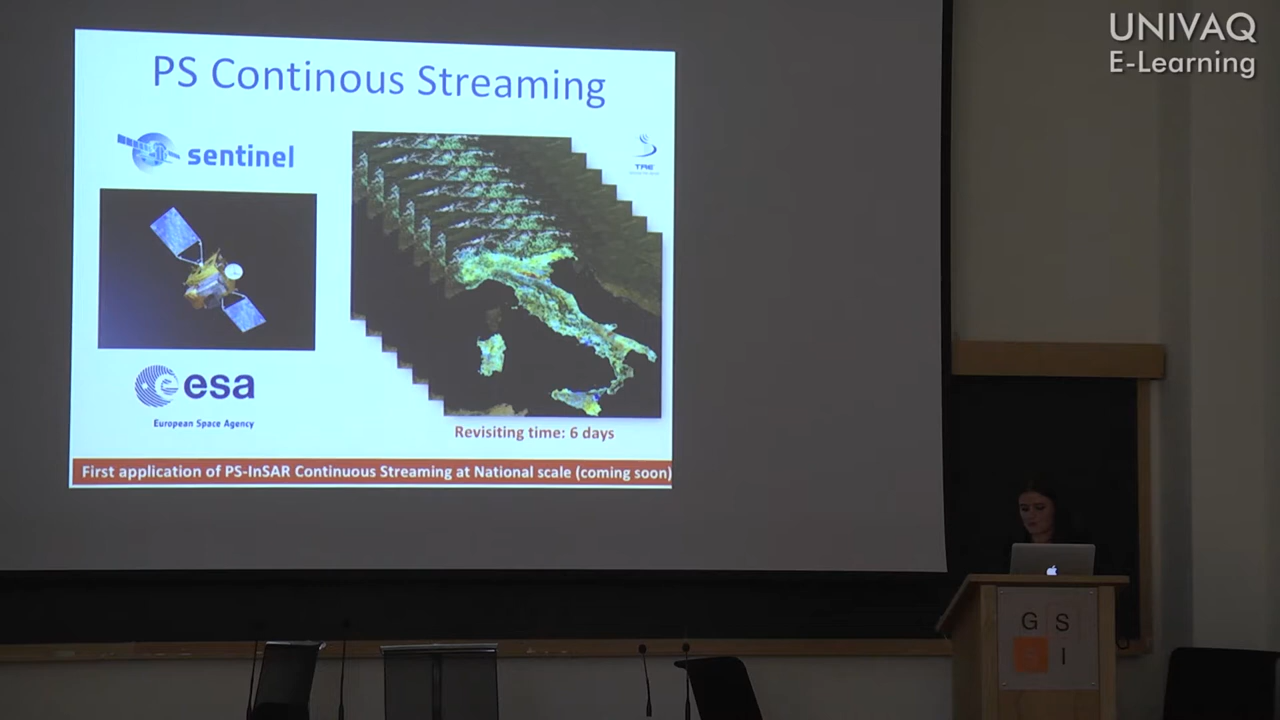 UNIVAQ
E-Learning
PS Continous Streaming
sentinel
TRE
esa
European Space Agency
Revisiting time: 6 days
First application of PS-InSAR Continuous Streaming at National scale (coming soon)
G S
I